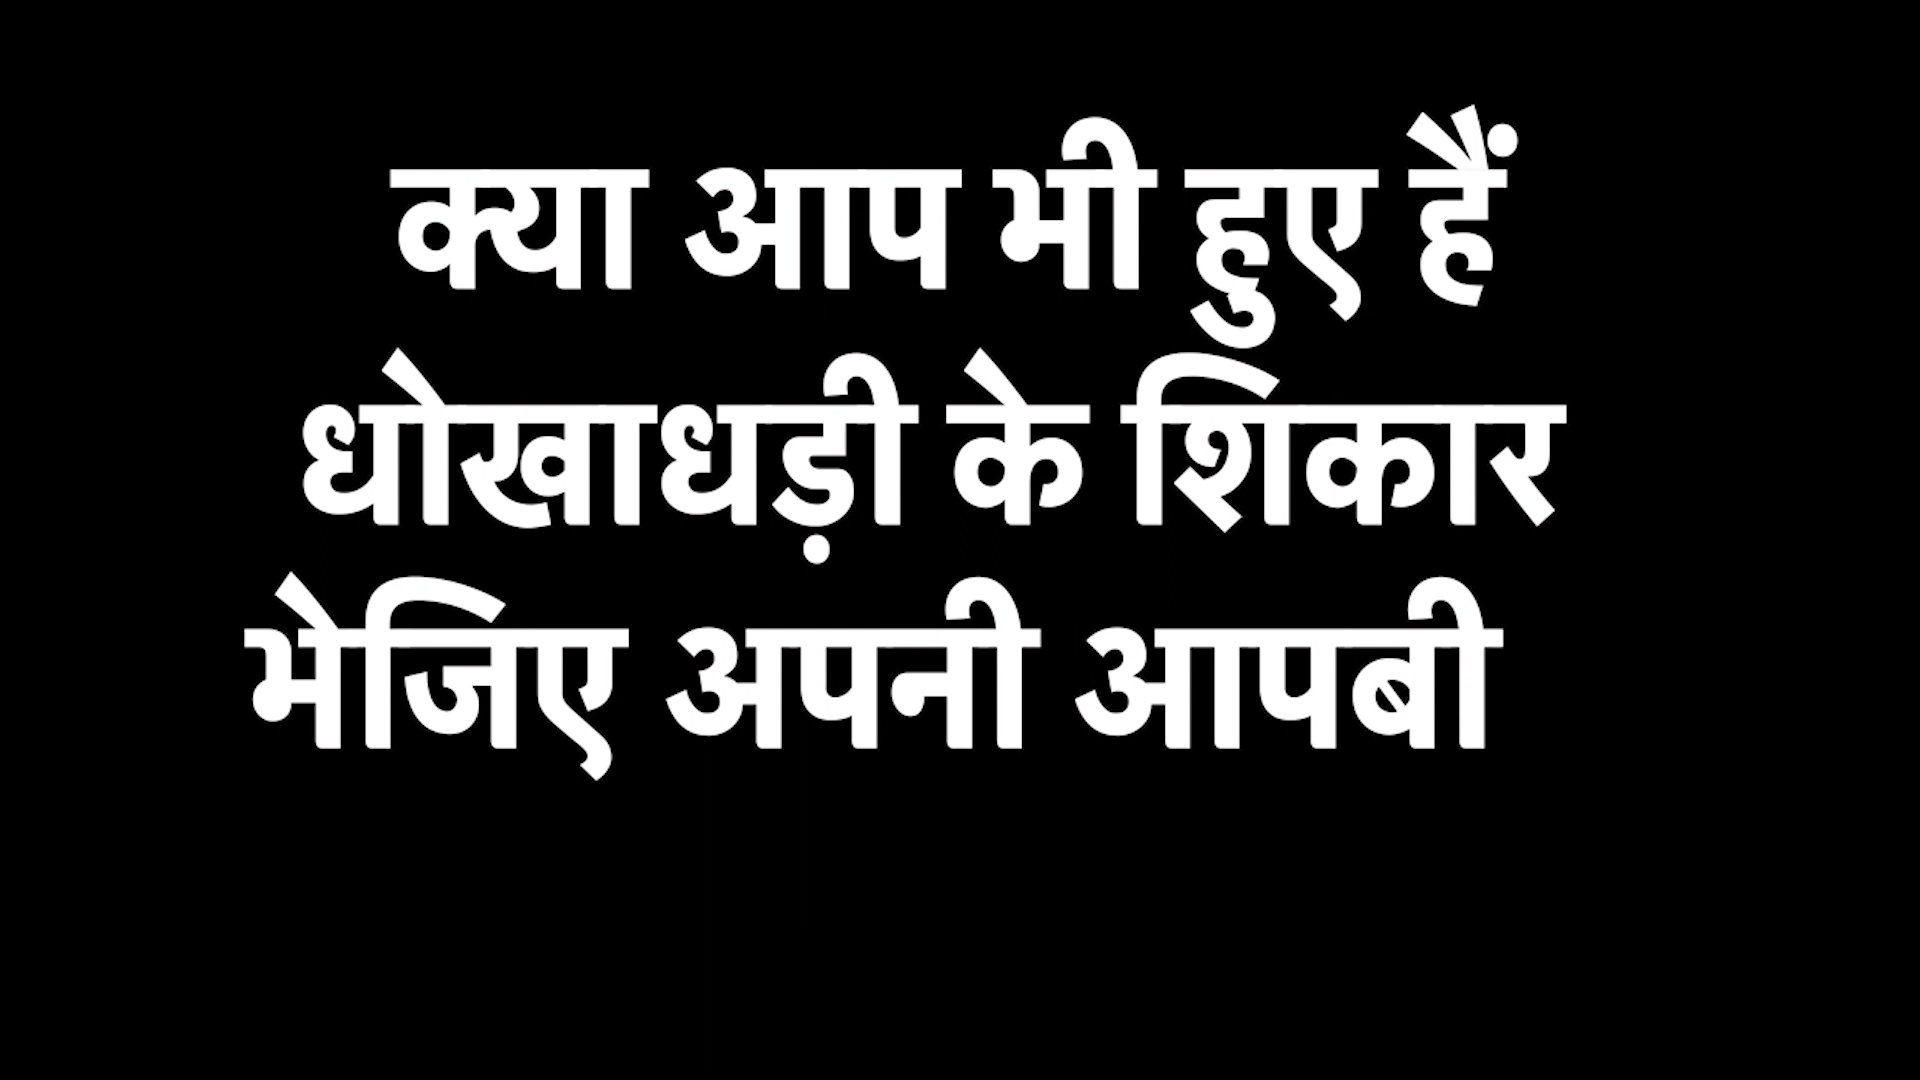 क्या आप भी हुए हैं
धोखाधड़ी के शिकार
भेजिए अपनी आपबी